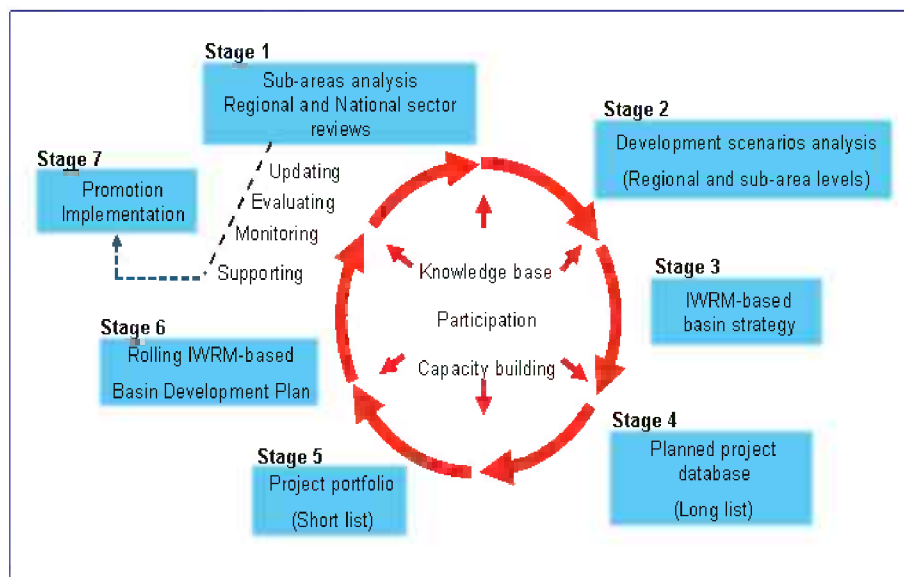 Stage 1
Sub-areas analysis
Regional and National sector
reviews
Stage 2
Development scenarios analysis
(Regional and sub-area levels)
Stage 3
IWRM-based
basin strategy
Stage 4
Planned project
database
(Long list)
Stage 5
Project portfolio
(Short list)
Stage 6
Rolling IWRM-based
Basin Development Plan
Stage 7
Promotion
Implementation
Updating
Evaluating
Monitoring
Supporting
Knowledge base
Participation
Capacity building